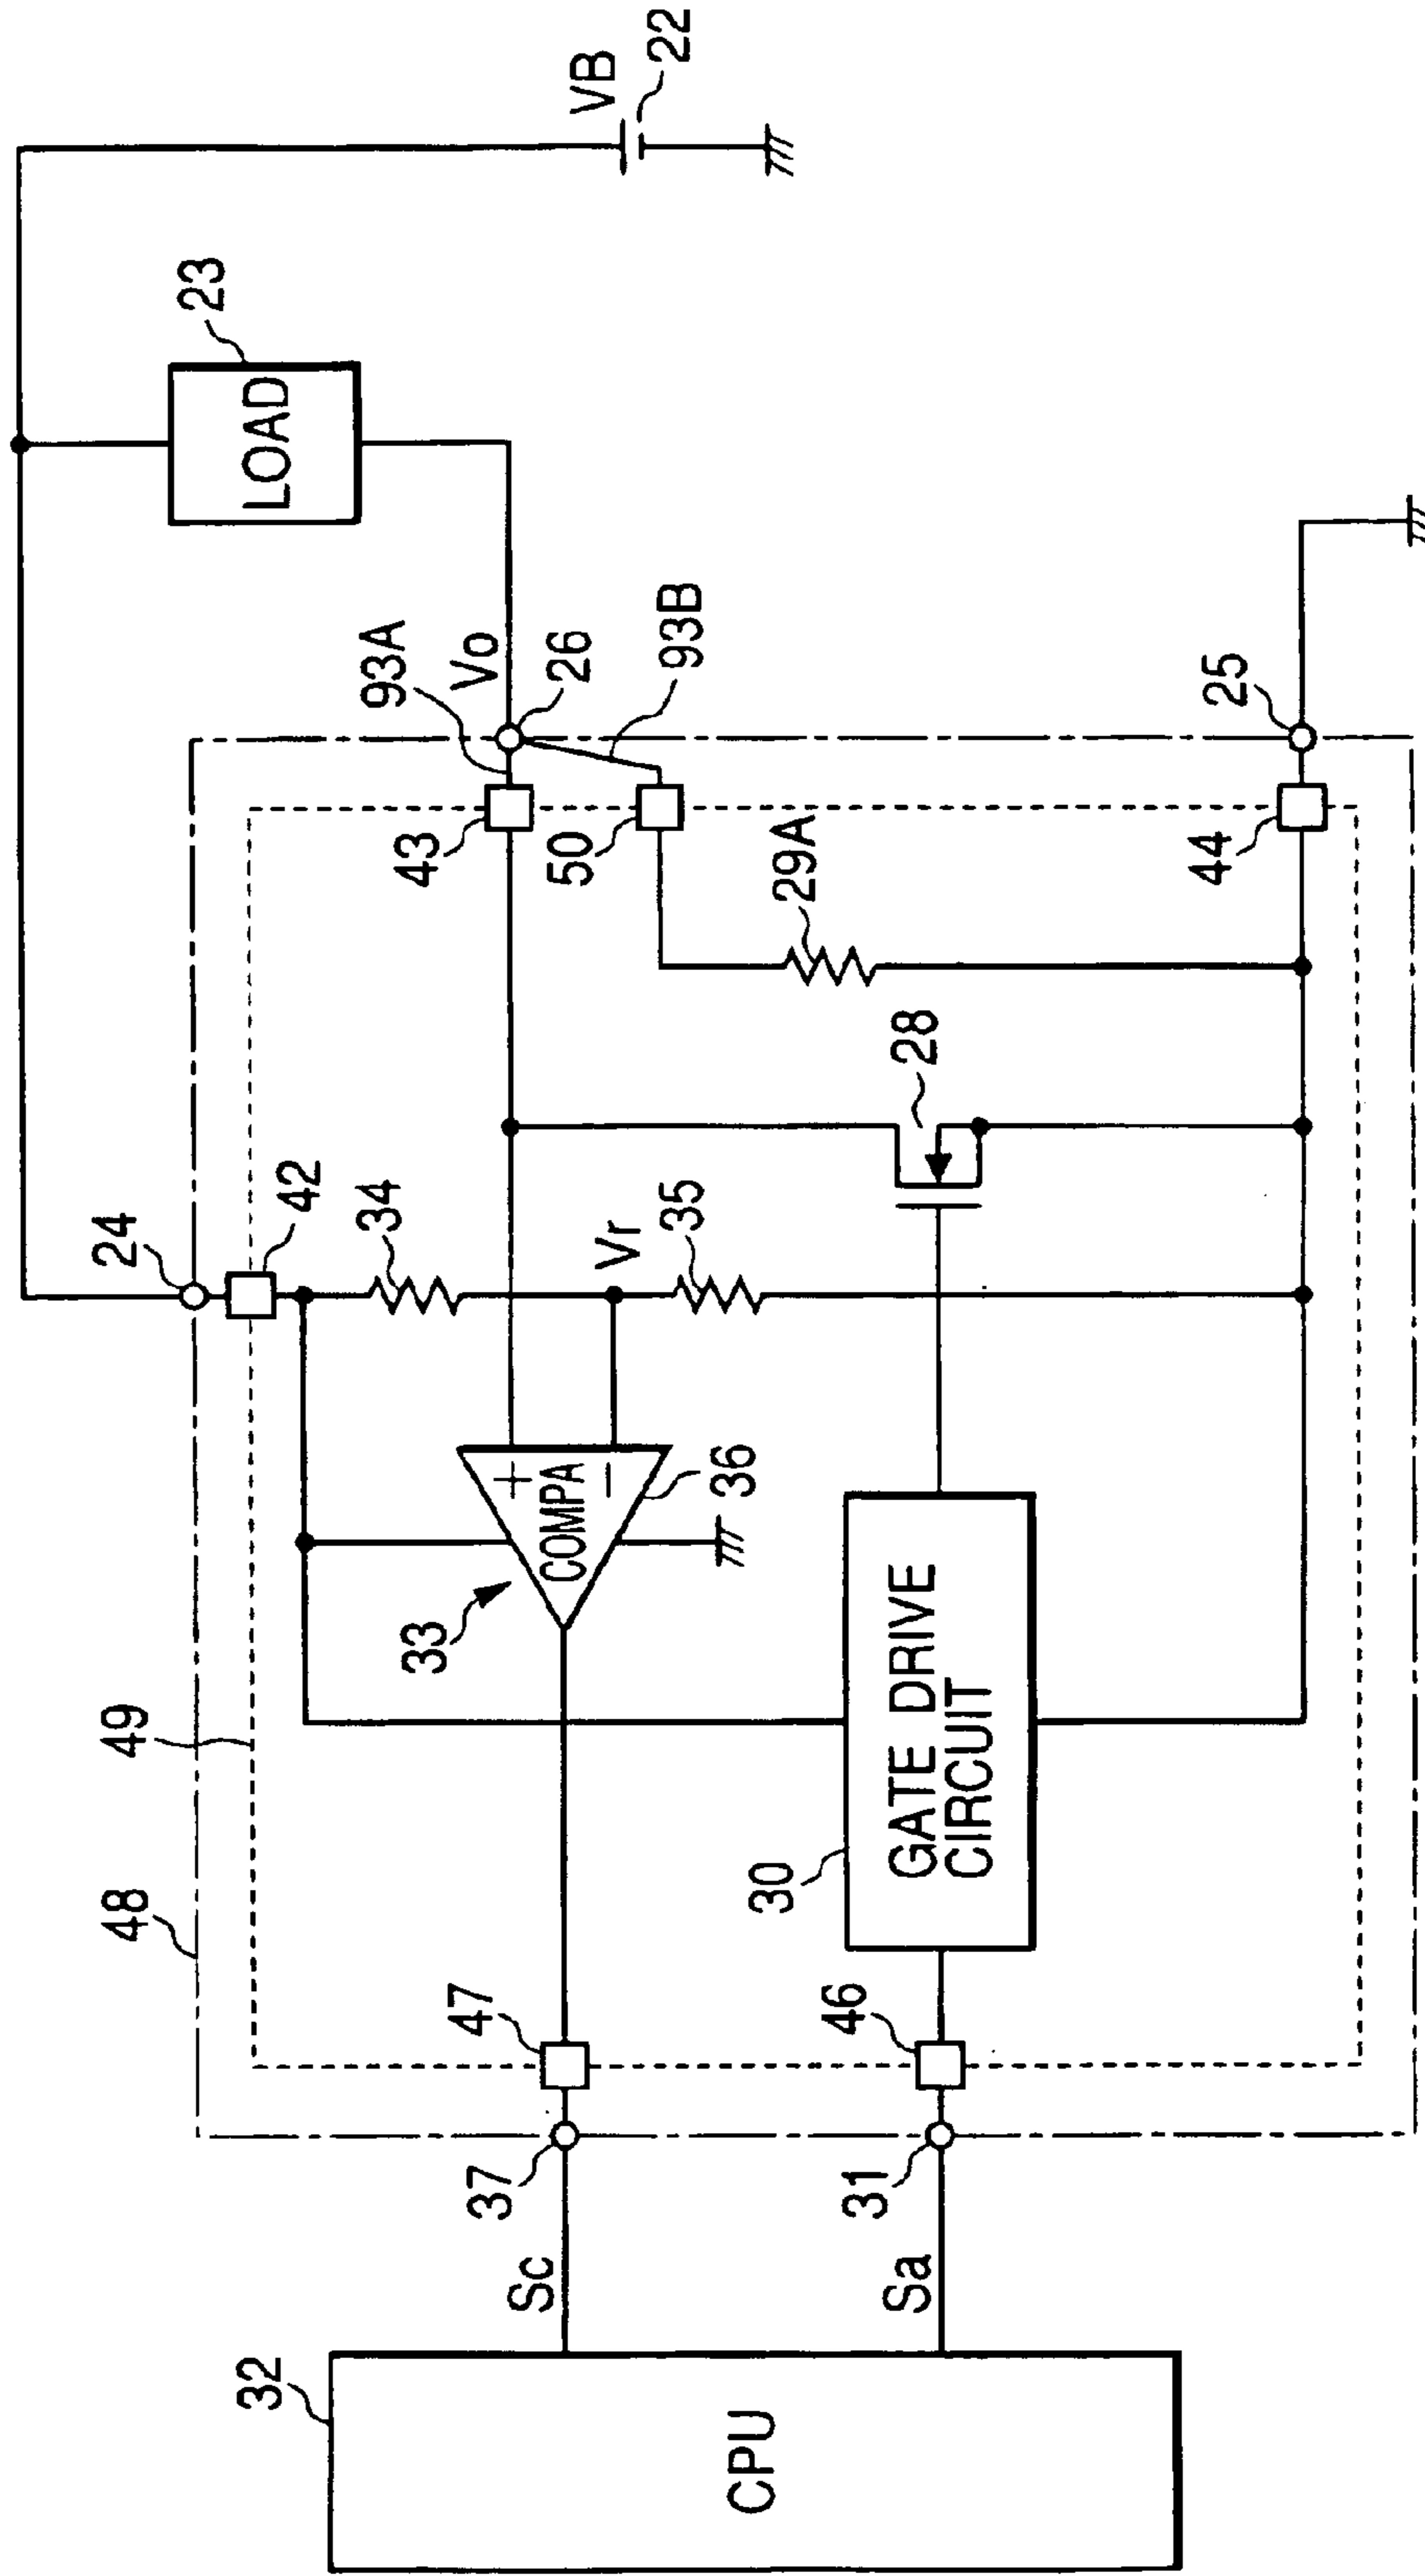 VB
22
23
LOAD
93A
Vo
26
93B
25
43
50
29A
44
28
24
42
34
Vr
35
+
COMPA
−
36
33
49
GATE DRIVE
CIRCUIT
30
48
47
46
37
31
Sc
Sa
32
CPU